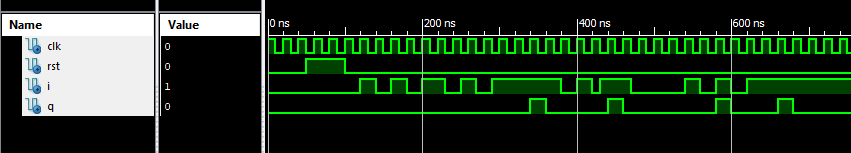 Name Value
0 ns 200 ns 400 ns 600 ns
clk 0
rst 0
i 1
q 0